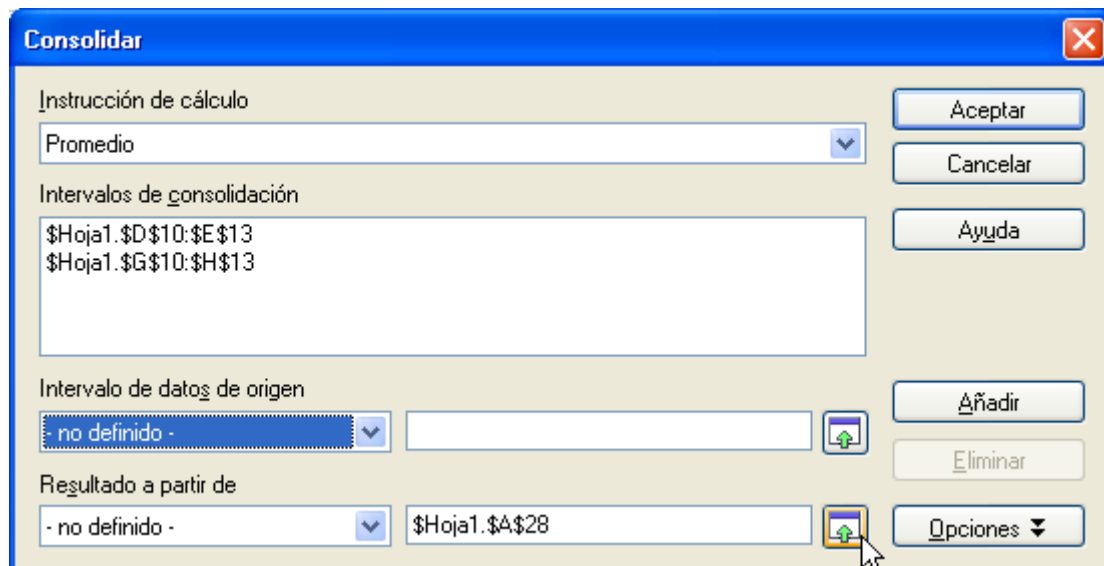 Consolidar
Instrucción de cálculo
Aceptar
Promedio
Cancelar
Intervalos de consolidación
$Hoja1.$D$10:$E$13
$Hoja1.$G$10:$H$13
Ayuda
Intervalo de datos de origen
Añadir
- no definido -
Eliminar
Resultado a partir de
- no definido - $Hoja1.$A$28
Opciones